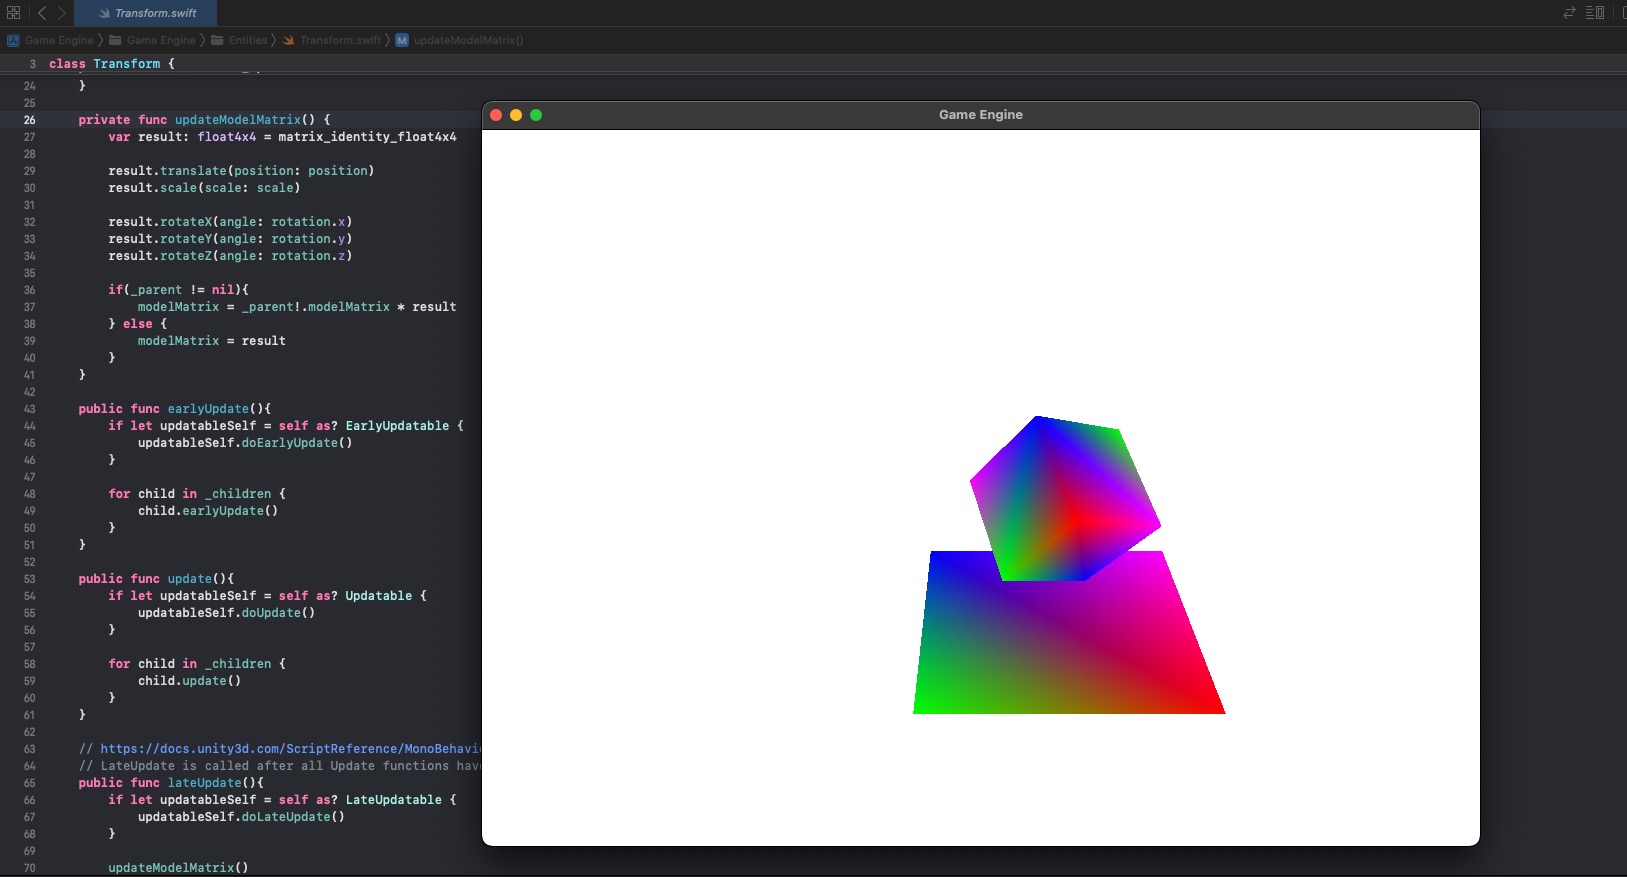 Transform.swift
Game Engine > Game Engine > Entities > Transform.swift > M updateModelMatrix()
3 class Transform {
24 }
25
26 private func updateModelMatrix() {
27 var result: float4x4 = matrix_identity_float4x4
28
29 result.translate(position: position)
30 result.scale(scale: scale)
31
32 result.rotateX(angle: rotation.x)
33 result.rotateY(angle: rotation.y)
34 result.rotateZ(angle: rotation.z)
35
36 if(_parent != nil){
37 modelMatrix = _parent!.modelMatrix * result
38 } else {
39 modelMatrix = result
40 }
41 }
42
43 public func earlyUpdate(){
44 if let updatableSelf = self as? EarlyUpdatable {
45 updatableSelf.doEarlyUpdate()
46 }
47
48 for child in _children {
49 child.earlyUpdate()
50 }
51 }
52
53 public func update(){
54 if let updatableSelf = self as? Updatable {
55 updatableSelf.doUpdate()
56 }
57
58 for child in _children {
59 child.update()
60 }
61 }
62
63 // https://docs.unity3d.com/ScriptReference/MonoBehavi
64 // LateUpdate is called after all Update functions hav
65 public func lateUpdate(){
66 if let updatableSelf = self as? LateUpdatable {
67 updatableSelf.doLateUpdate()
68 }
69
70 updateModelMatrix()
Game Engine